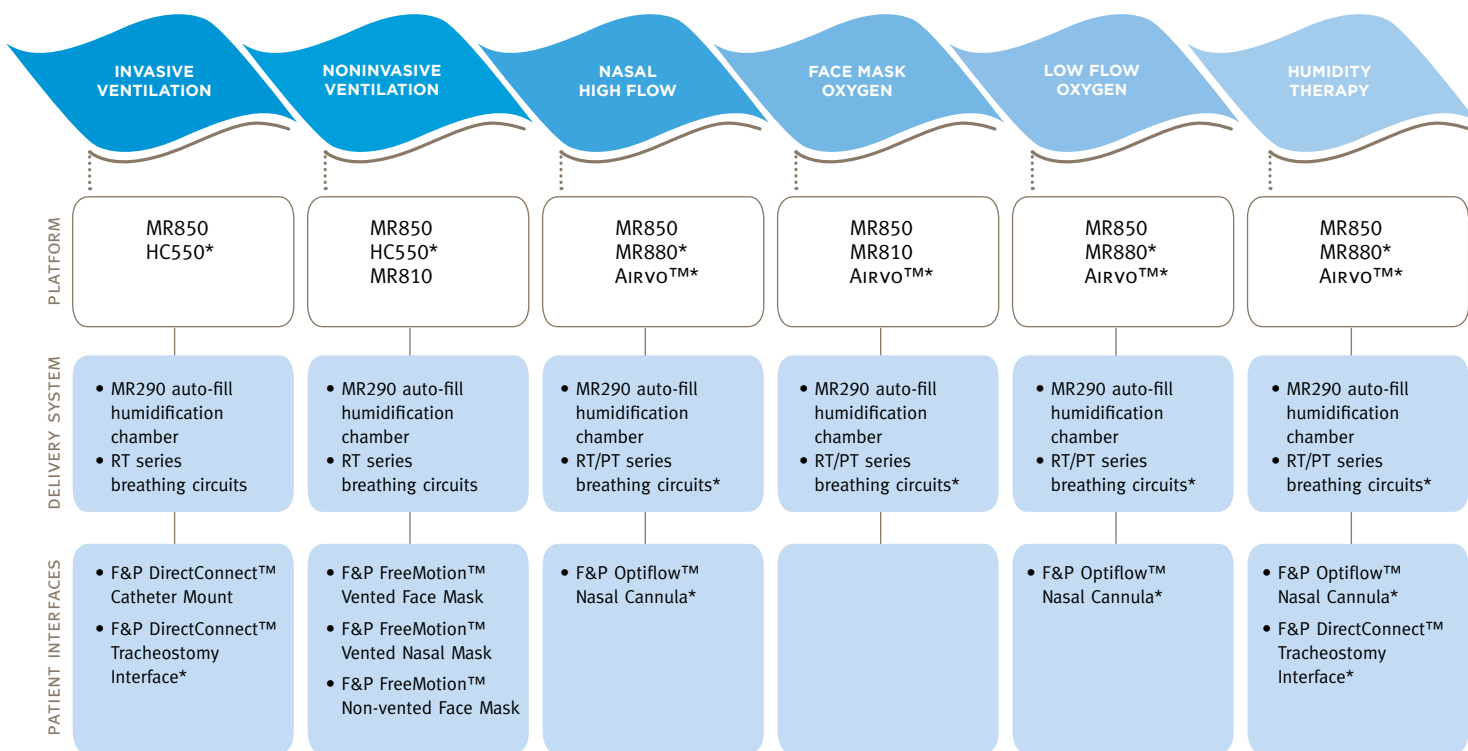 INVASIVE
VENTILATION
NONINVASIVE
VENTILATION
NASAL
HIGH FLOW
FACE MASK
OXYGEN
LOW FLOW
OXYGEN
HUMIDITY
THERAPY
PLATFORM
MR850
HC550*
MR850
HC550*
MR810
MR850
MR880*
AIRVO™*
MR850
MR810
AIRVO™*
MR850
MR880*
AIRVO™*
MR850
MR880*
AIRVO™*
DELIVERY SYSTEM
• MR290 auto-fill
humidification
chamber
• RT series
breathing circuits
• MR290 auto-fill
humidification
chamber
• RT series
breathing circuits
• MR290 auto-fill
humidification
chamber
• RT/PT series
breathing circuits*
• MR290 auto-fill
humidification
chamber
• RT/PT series
breathing circuits*
• MR290 auto-fill
humidification
chamber
• RT/PT series
breathing circuits*
• MR290 auto-fill
humidification
chamber
• RT/PT series
breathing circuits*
PATIENT INTERFACES
• F&P DirectConnect™
Catheter Mount
• F&P DirectConnect™
Tracheostomy
Interface*
• F&P FreeMotion™
Vented Face Mask
• F&P FreeMotion™
Vented Nasal Mask
• F&P FreeMotion™
Non-vented Face Mask
• F&P Optiflow™
Nasal Cannula*
• F&P Optiflow™
Nasal Cannula*
• F&P Optiflow™
Nasal Cannula*
• F&P DirectConnect™
Tracheostomy
Interface*